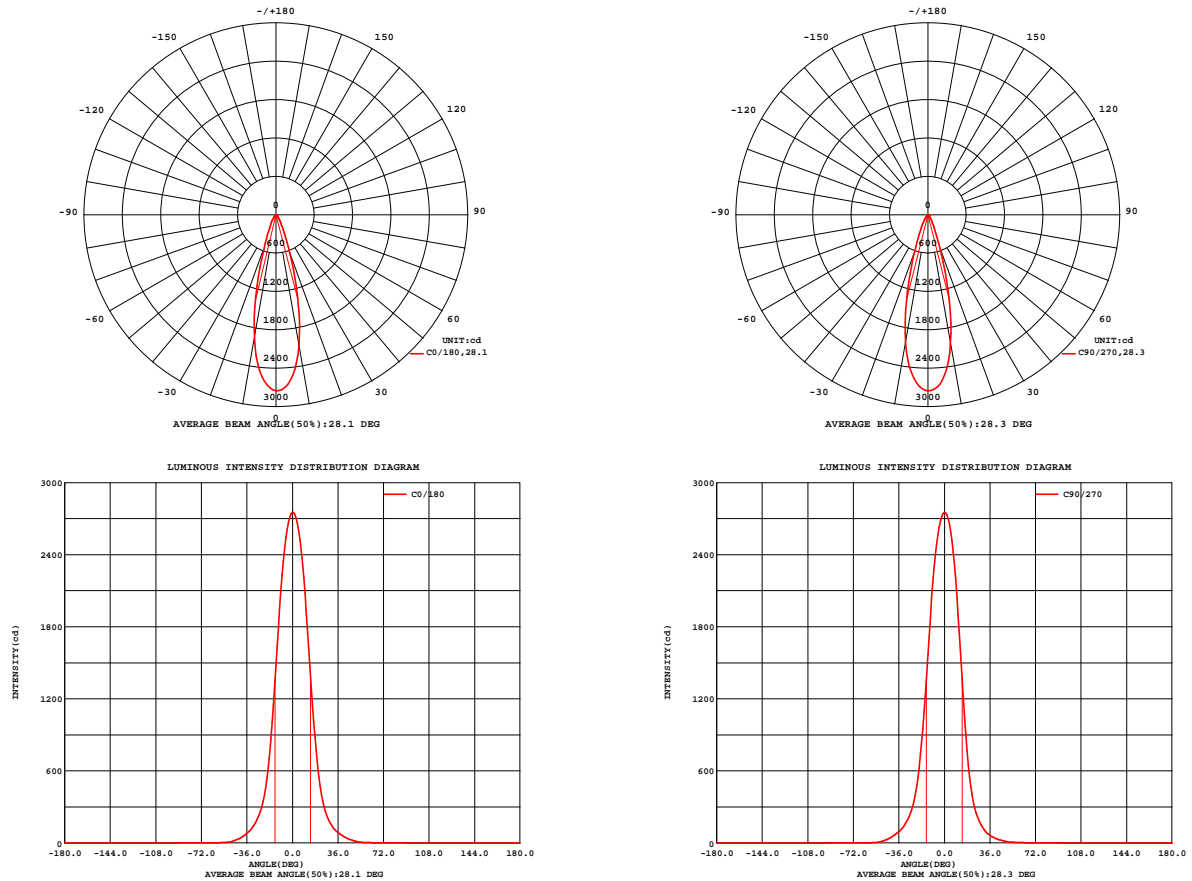 -/+180
-150 150
-120 120
-90 90
-60 60
-30 30
0
600
1200
1800
2400
3000
0
UNIT:cd
C0/180,28.1
AVERAGE BEAM ANGLE(50%):28.1 DEG
-/+180
-150 150
-120 120
-90 90
-60 60
-30 30
0
600
1200
1800
2400
3000
0
UNIT:cd
C90/270,28.3
AVERAGE BEAM ANGLE(50%):28.3 DEG
LUMINOUS INTENSITY DISTRIBUTION DIAGRAM
C0/180
3000
2400
1800
1200
600
0
INTENSITY(cd)
-180.0 -144.0 -108.0 -72.0 -36.0 0.0 36.0 72.0 108.0 144.0 180.0
ANGLE(DEG)
AVERAGE BEAM ANGLE(50%):28.1 DEG
LUMINOUS INTENSITY DISTRIBUTION DIAGRAM
C90/270
3000
2400
1800
1200
600
0
INTENSITY(cd)
-180.0 -144.0 -108.0 -72.0 -36.0 0.0 36.0 72.0 108.0 144.0 180.0
ANGLE(DEG)
AVERAGE BEAM ANGLE(50%):28.3 DEG